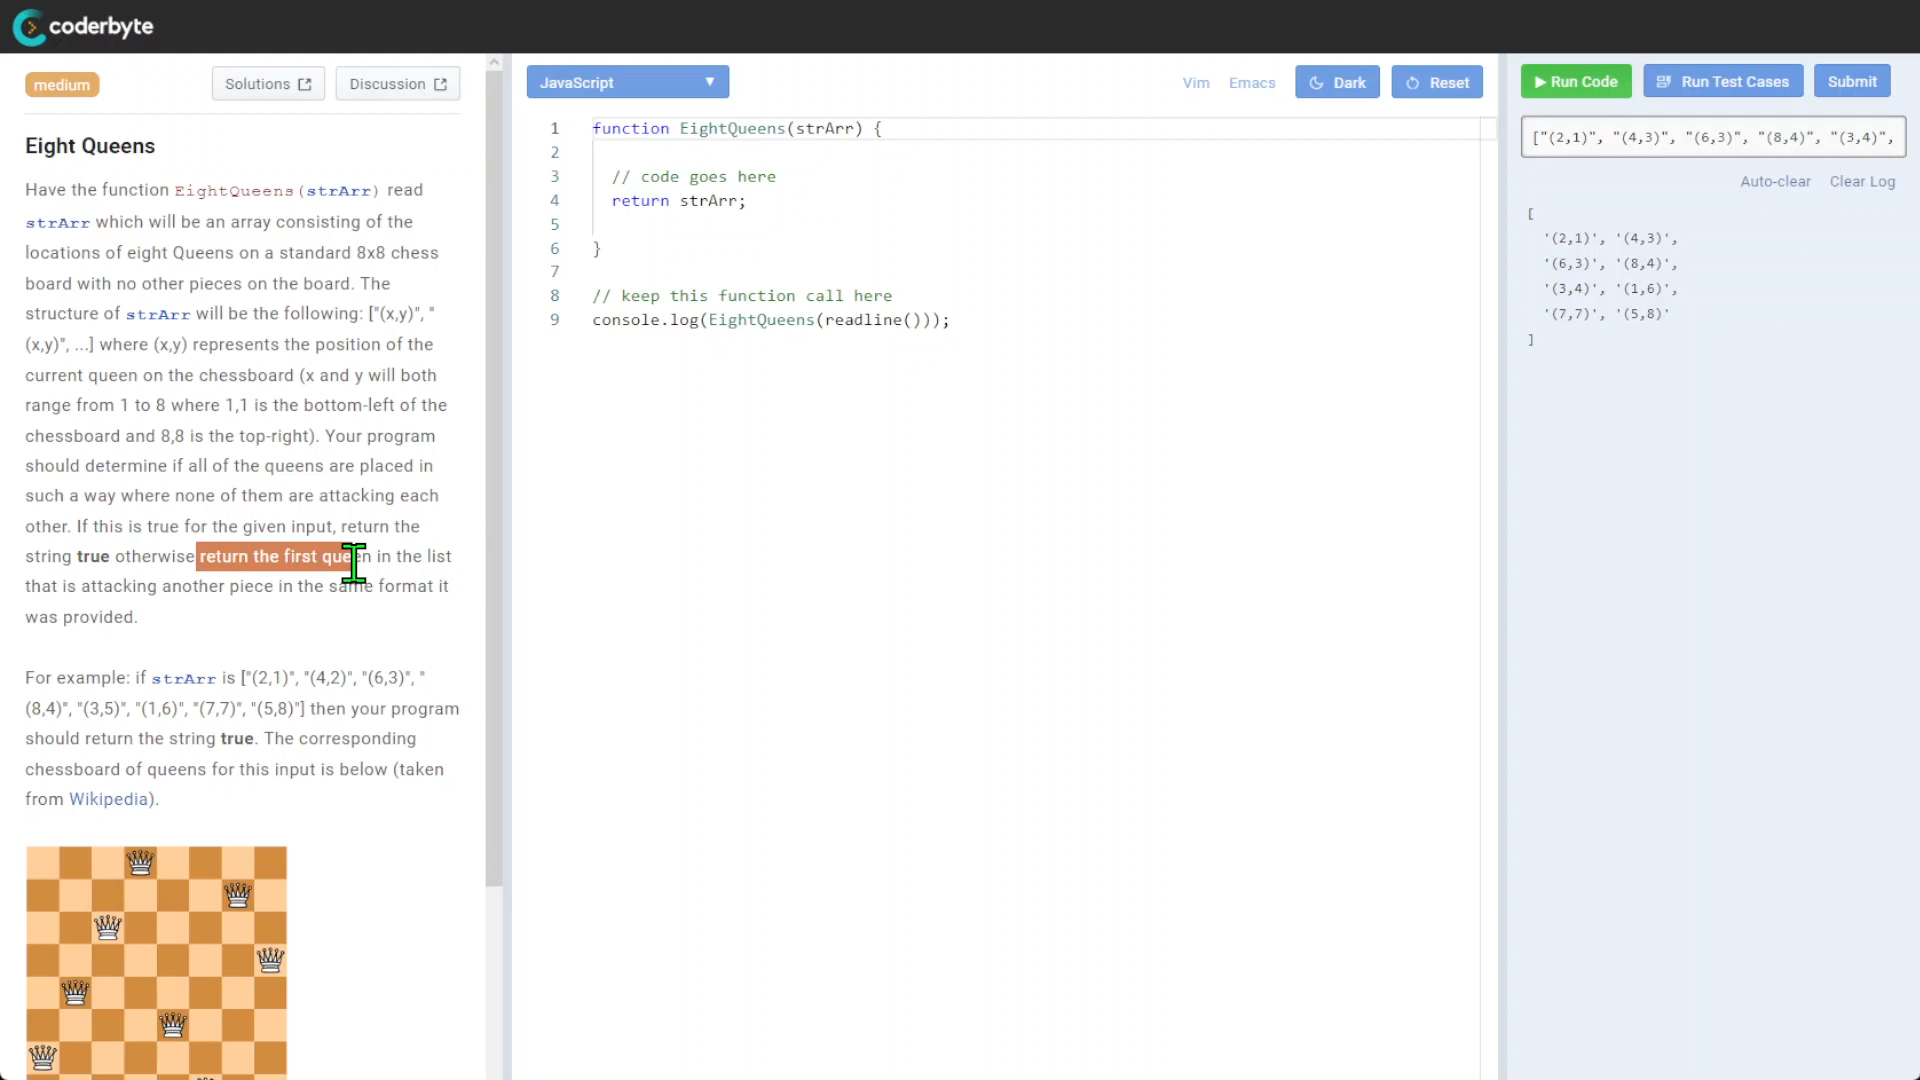 coderbyte
medium
Solutions
Discussion
Eight Queens
Have the function EightQueens(strArr) read
strArr which will be an array consisting of the
locations of eight Queens on a standard 8x8 chess
board with no other pieces on the board. The
structure of strArr will be the following: ["(x,y)", "
(x,y)", ...] where (x,y) represents the position of the
current queen on the chessboard (x and y will both
range from 1 to 8 where 1,1 is the bottom-left of the
chessboard and 8,8 is the top-right). Your program
should determine if all of the queens are placed in
such a way where none of them are attacking each
other. If this is true for the given input, return the
string true otherwise return the first queen in the list
that is attacking another piece in the same format it
was provided.
For example: if strArr is ["(2,1)", "(4,2)", "(6,3)", "
(8,4)", "(3,5)", "(1,6)", "(7,7)", "(5,8)"] then your program
should return the string true. The corresponding
chessboard of queens for this input is below (taken
from Wikipedia).
JavaScript
Vim
Emacs
Dark
Reset
1 function EightQueens(strArr) {
2
3 // code goes here
4 return strArr;
5
6 }
7
8 // keep this function call here
9 console.log(EightQueens(readline()));
Run Code
Run Test Cases
Submit
["(2,1)", "(4,3)", "(6,3)", "(8,4)", "(3,4)",
Auto-clear
Clear Log
[
'(2,1)', '(4,3)',
'(6,3)', '(8,4)',
'(3,4)', '(1,6)',
'(7,7)', '(5,8)'
]